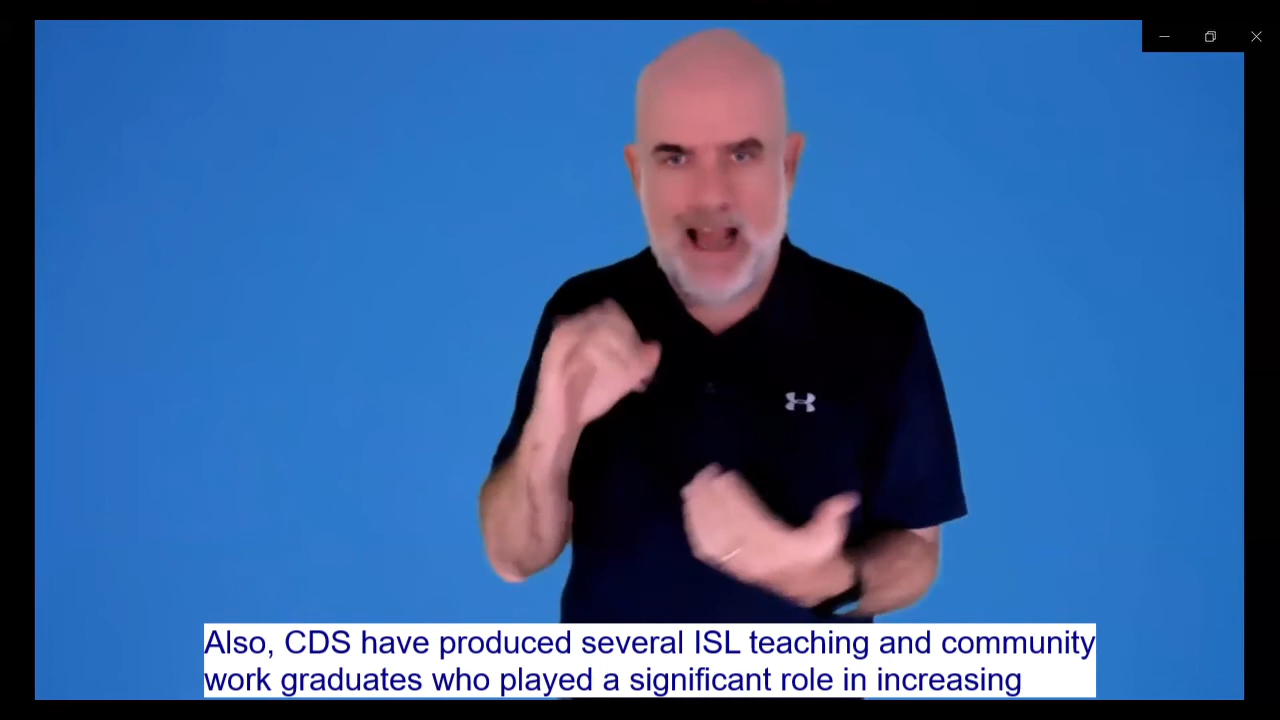 Also, CDS have produced several ISL teaching and community
work graduates who played a significant role in increasing